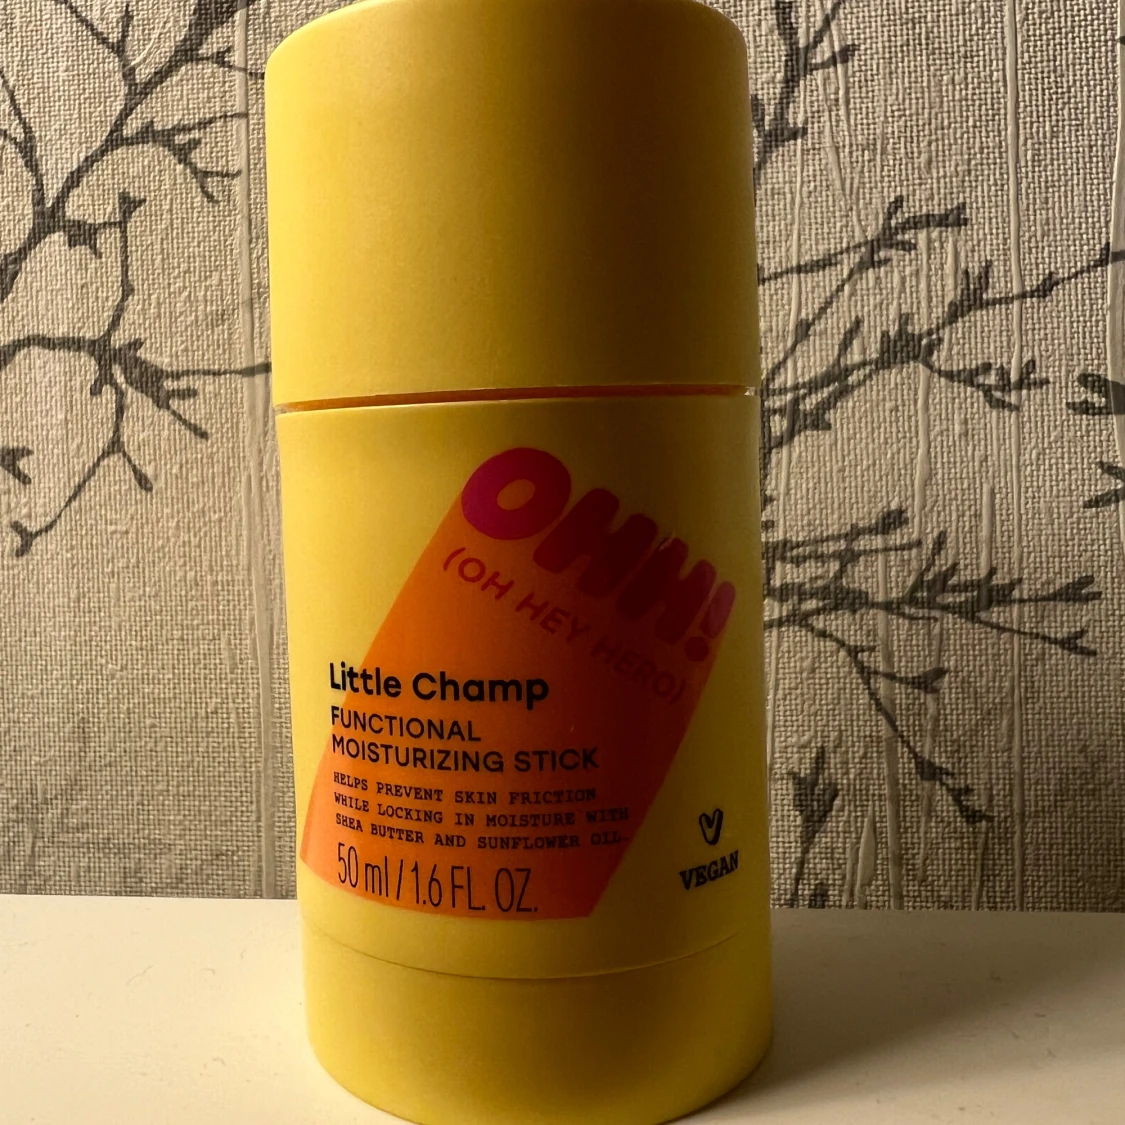 OHH!
(OH HEY HERO)
Little Champ
FUNCTIONAL
MOISTURIZING STICK
HELPS PREVENT SKIN FRICTION
WHILE LOCKING IN MOISTURE WITH
SHEA BUTTER AND SUNFLOWER OIL.
50 ml / 1.6 FL. OZ.
VEGAN